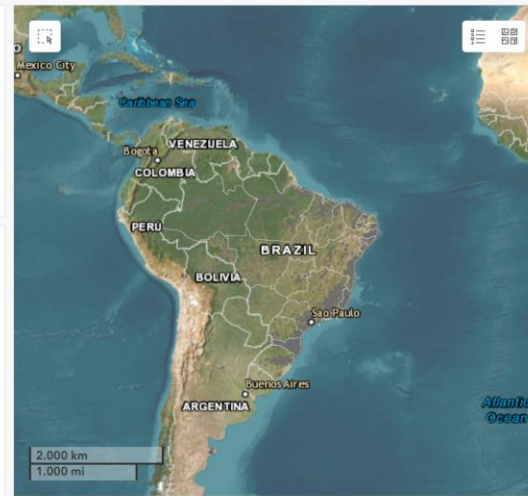 Mexico City
Caribbean Sea
VENEZUELA
Bogota
COLOMBIA
PERÚ
BRAZIL
BOLIVIA
Sao Paulo
Buenos Aires
ARGENTINA
Atlantic
Ocean
2.000 km
1.000 mi